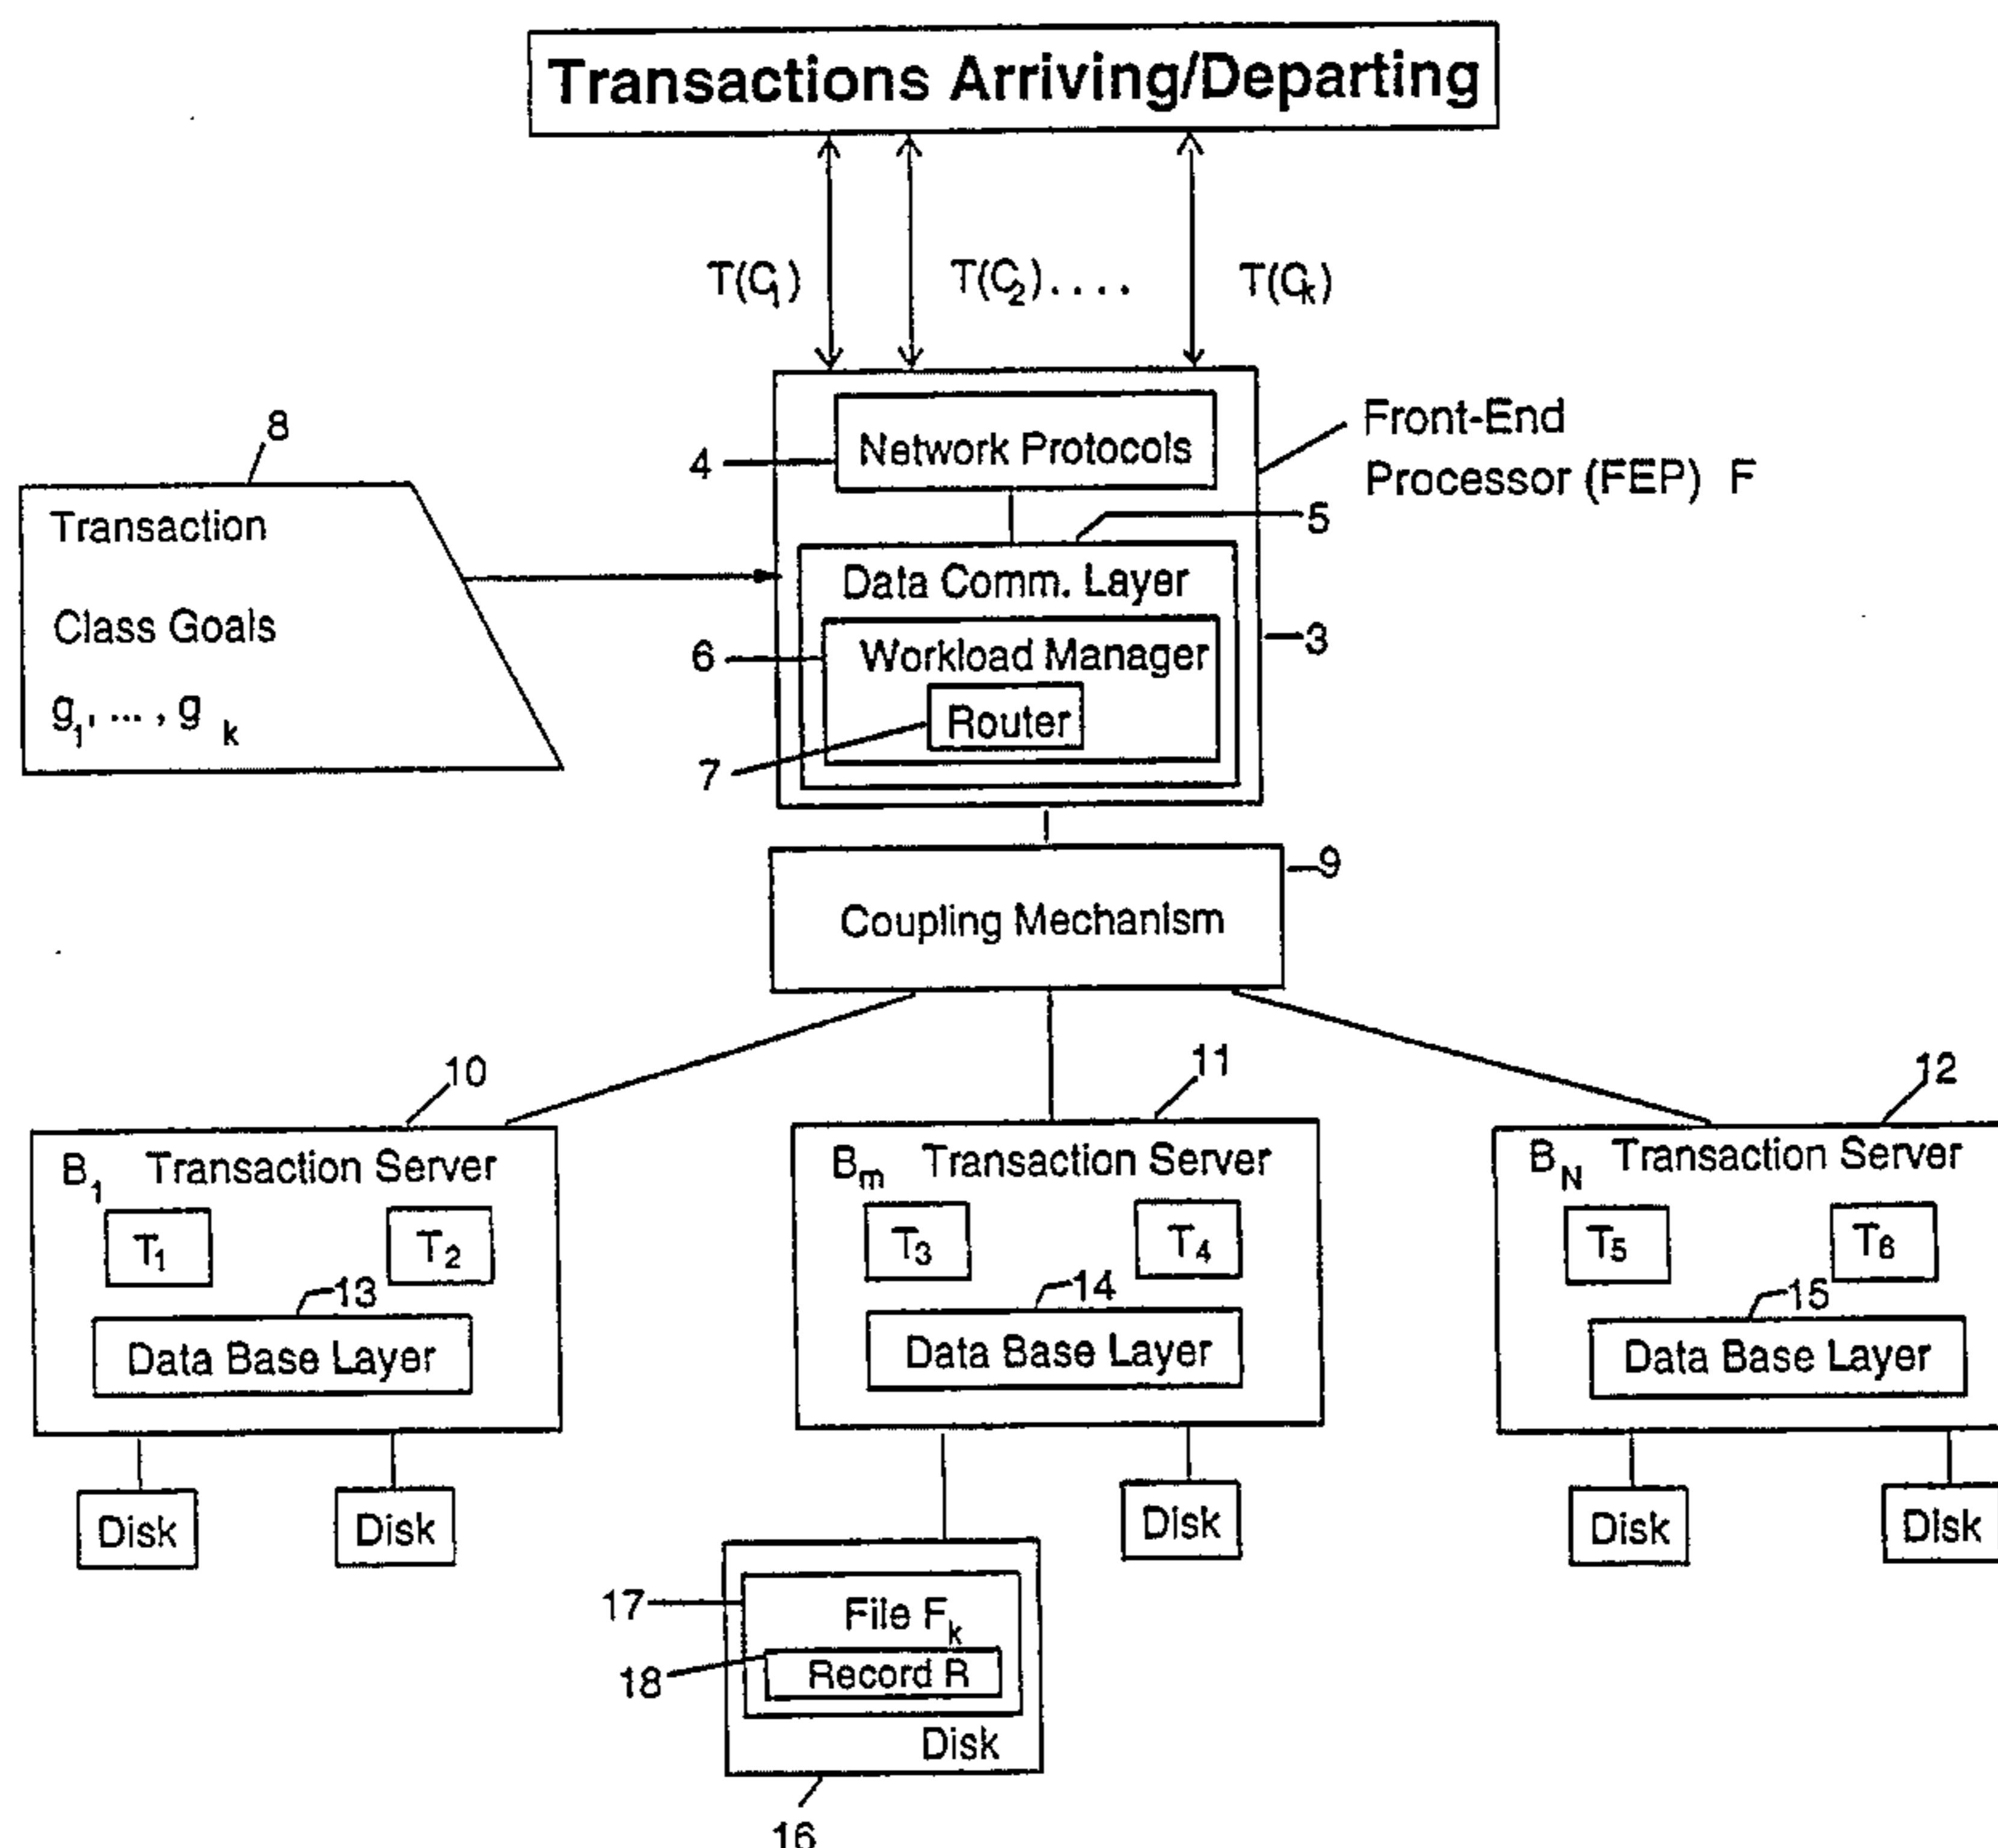 Transactions Arriving/Departing
T(C1) T(C2).... T(Ck)
8
Transaction
Class Goals
g1, ... , g k
4
Network Protocols
Front-End
Processor (FEP) F
5
Data Comm. Layer
3
6
Workload Manager
Router
7
9
Coupling Mechanism
10
11
12
B1 Transaction Server
T1 T2
13
Data Base Layer
Disk Disk
Bm Transaction Server
T3 T4
14
Data Base Layer
Disk
17
File Fk
18
Record R
Disk
16
BN Transaction Server
T5 T6
15
Data Base Layer
Disk Disk